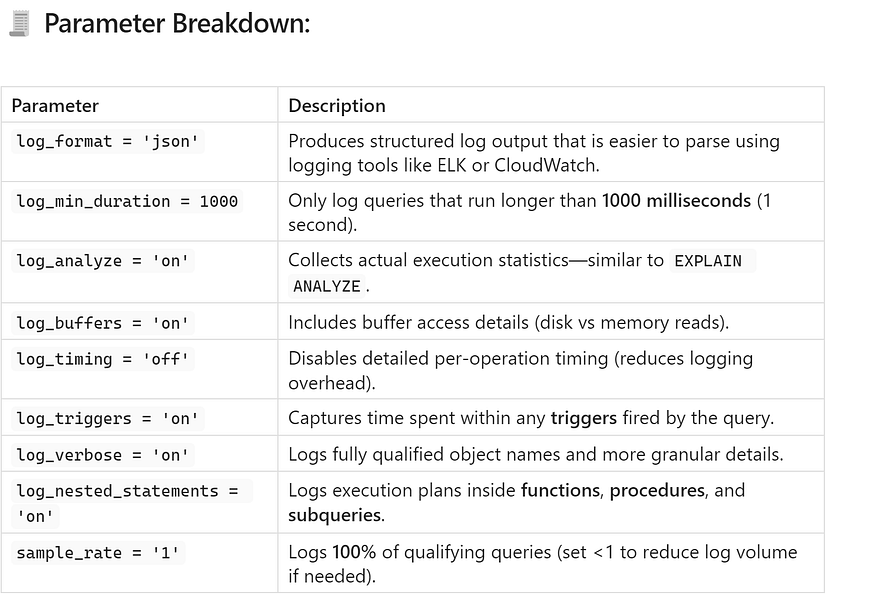 Parameter Breakdown:
Parameter Description
log_format = 'json' Produces structured log output that is easier to parse using
logging tools like ELK or CloudWatch.
log_min_duration = 1000 Only log queries that run longer than 1000 milliseconds (1
second).
log_analyze = 'on' Collects actual execution statistics—similar to EXPLAIN
ANALYZE.
log_buffers = 'on' Includes buffer access details (disk vs memory reads).
log_timing = 'off' Disables detailed per-operation timing (reduces logging
overhead).
log_triggers = 'on' Captures time spent within any triggers fired by the query.
log_verbose = 'on' Logs fully qualified object names and more granular details.
log_nested_statements = Logs execution plans inside functions, procedures, and
'on' subqueries.
sample_rate = '1' Logs 100% of qualifying queries (set <1 to reduce log volume
if needed).